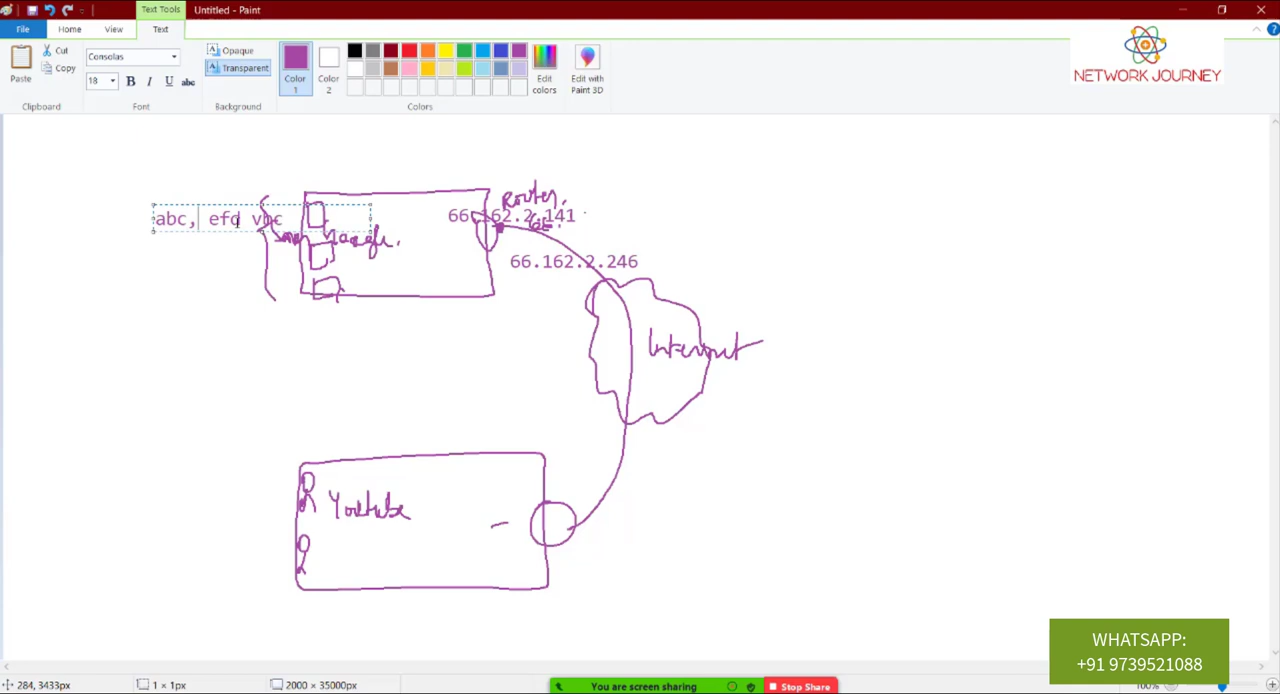 Text Tools
Untitled - Paint
File
Home
View
Text
Paste
Cut
Copy
Clipboard
Consolas
18
B I U abc
Font
Opaque
Transparent
Background
Color 1
Color 2
Edit colors
Edit with Paint 3D
Colors
NETWORK JOURNEY
Router.
abc, efd vbc
66.162.2.141
66.162.2.246
Internet
Youtube
WHATSAPP:
+91 9739521088
284, 3433px
1 × 1px
2000 × 35000px
You are screen sharing
Stop Share
100%